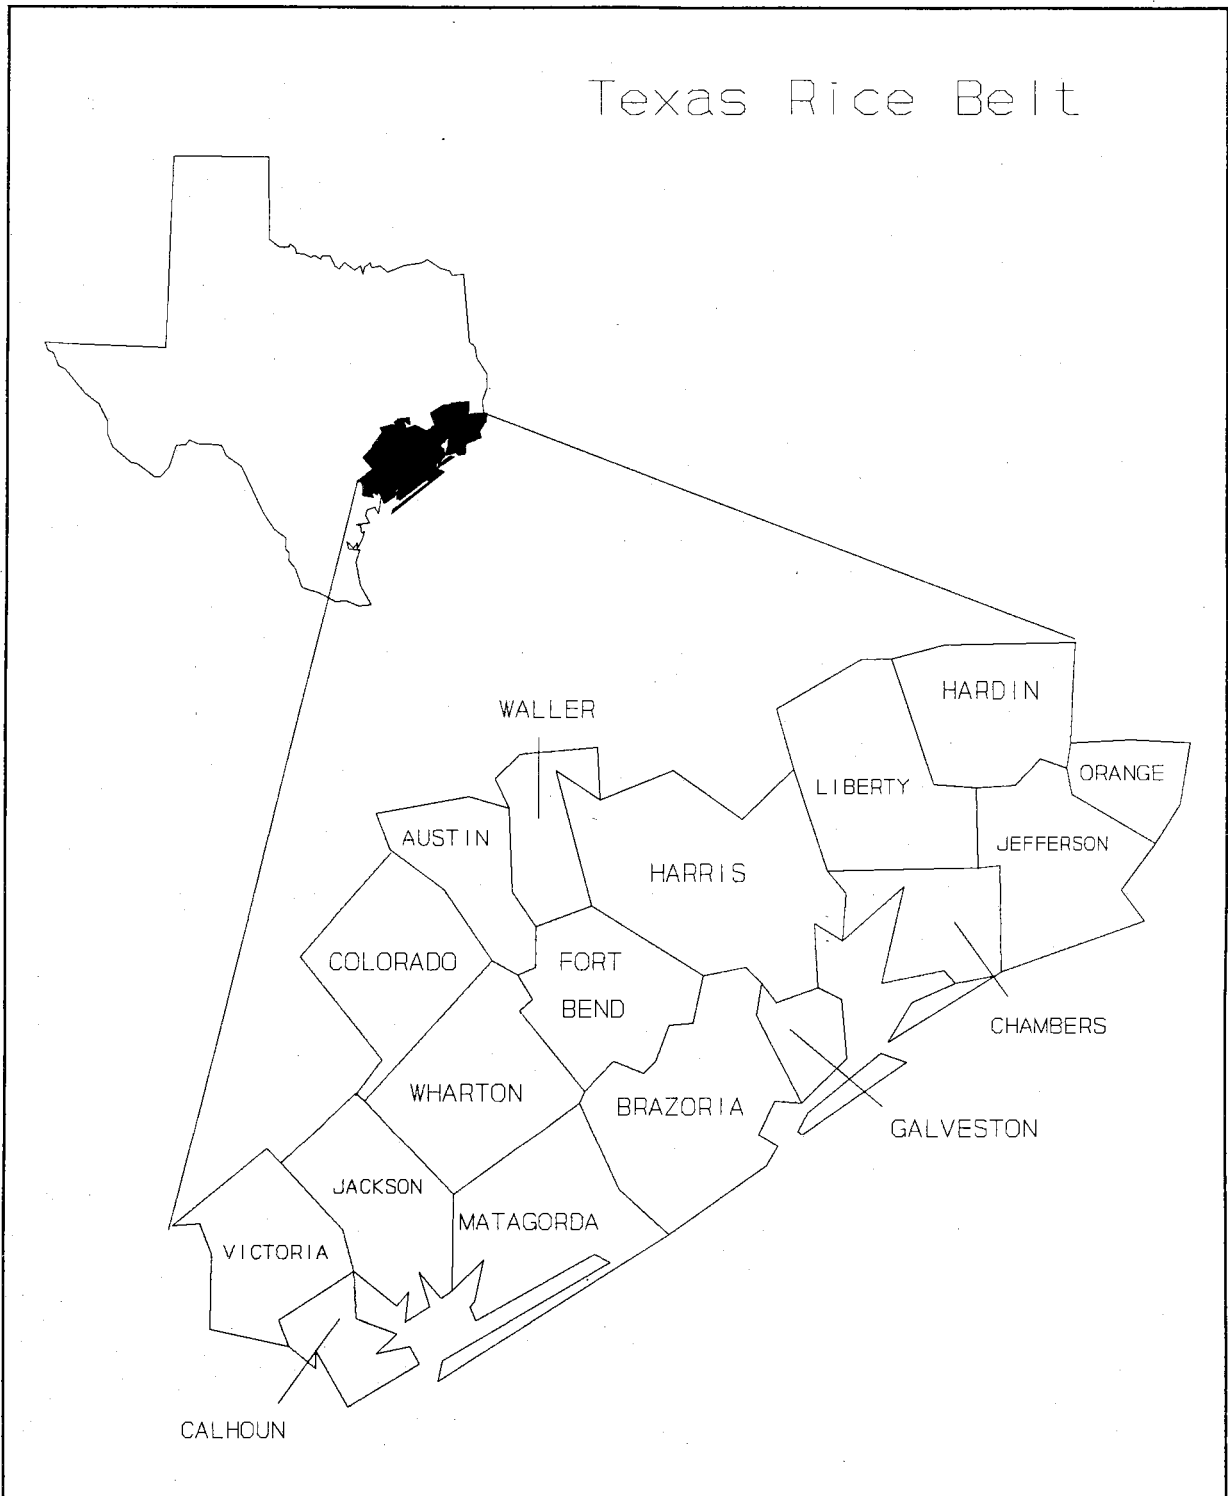 Texas Rice Belt
HARDIN
WALLER
ORANGE
LIBERTY
AUSTIN
JEFFERSON
HARRIS
COLORADO
FORT
BEND
CHAMBERS
WHARTON
BRAZORIA
GALVESTON
JACKSON
MATAGORDA
VICTORIA
CALHOUN